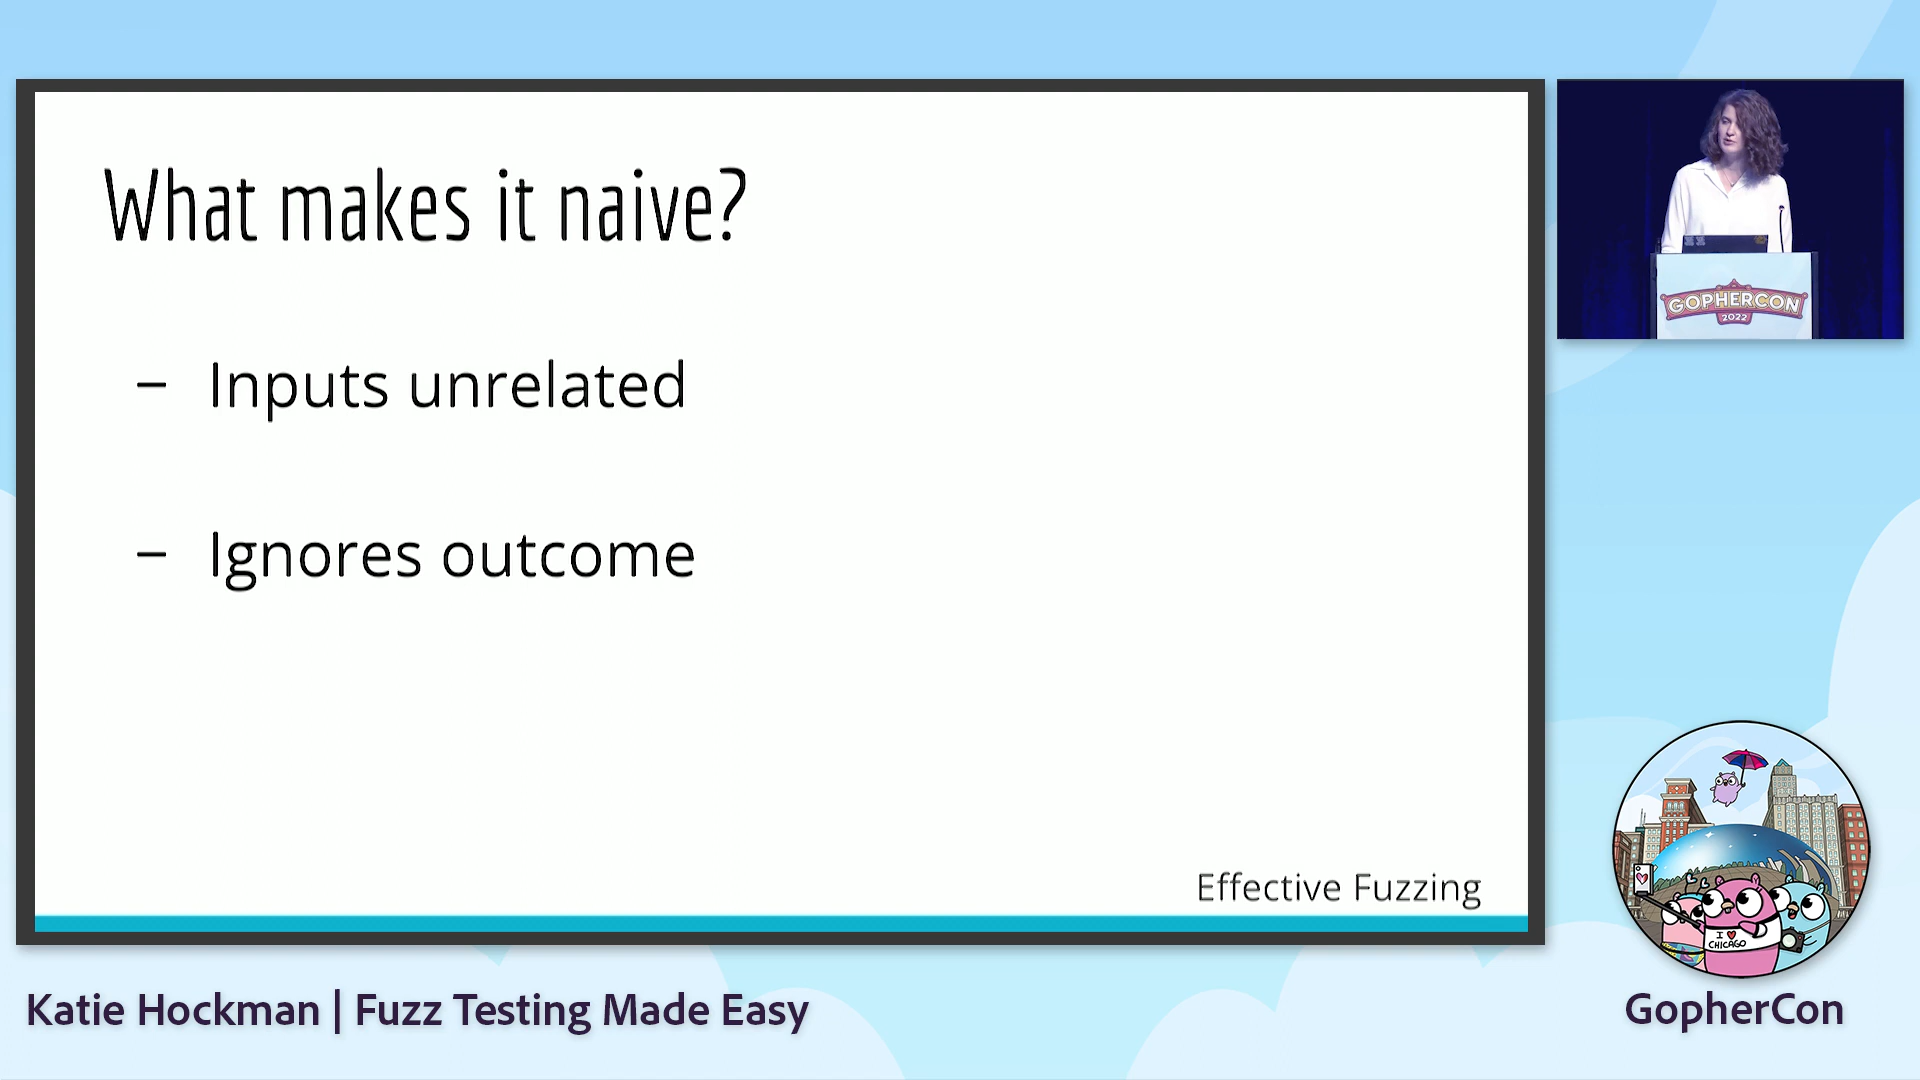 What makes it naive?
– Inputs unrelated
– Ignores outcome
Effective Fuzzing
GOPHERCON
2022
I ♥
CHICAGO
Katie Hockman | Fuzz Testing Made Easy
GopherCon